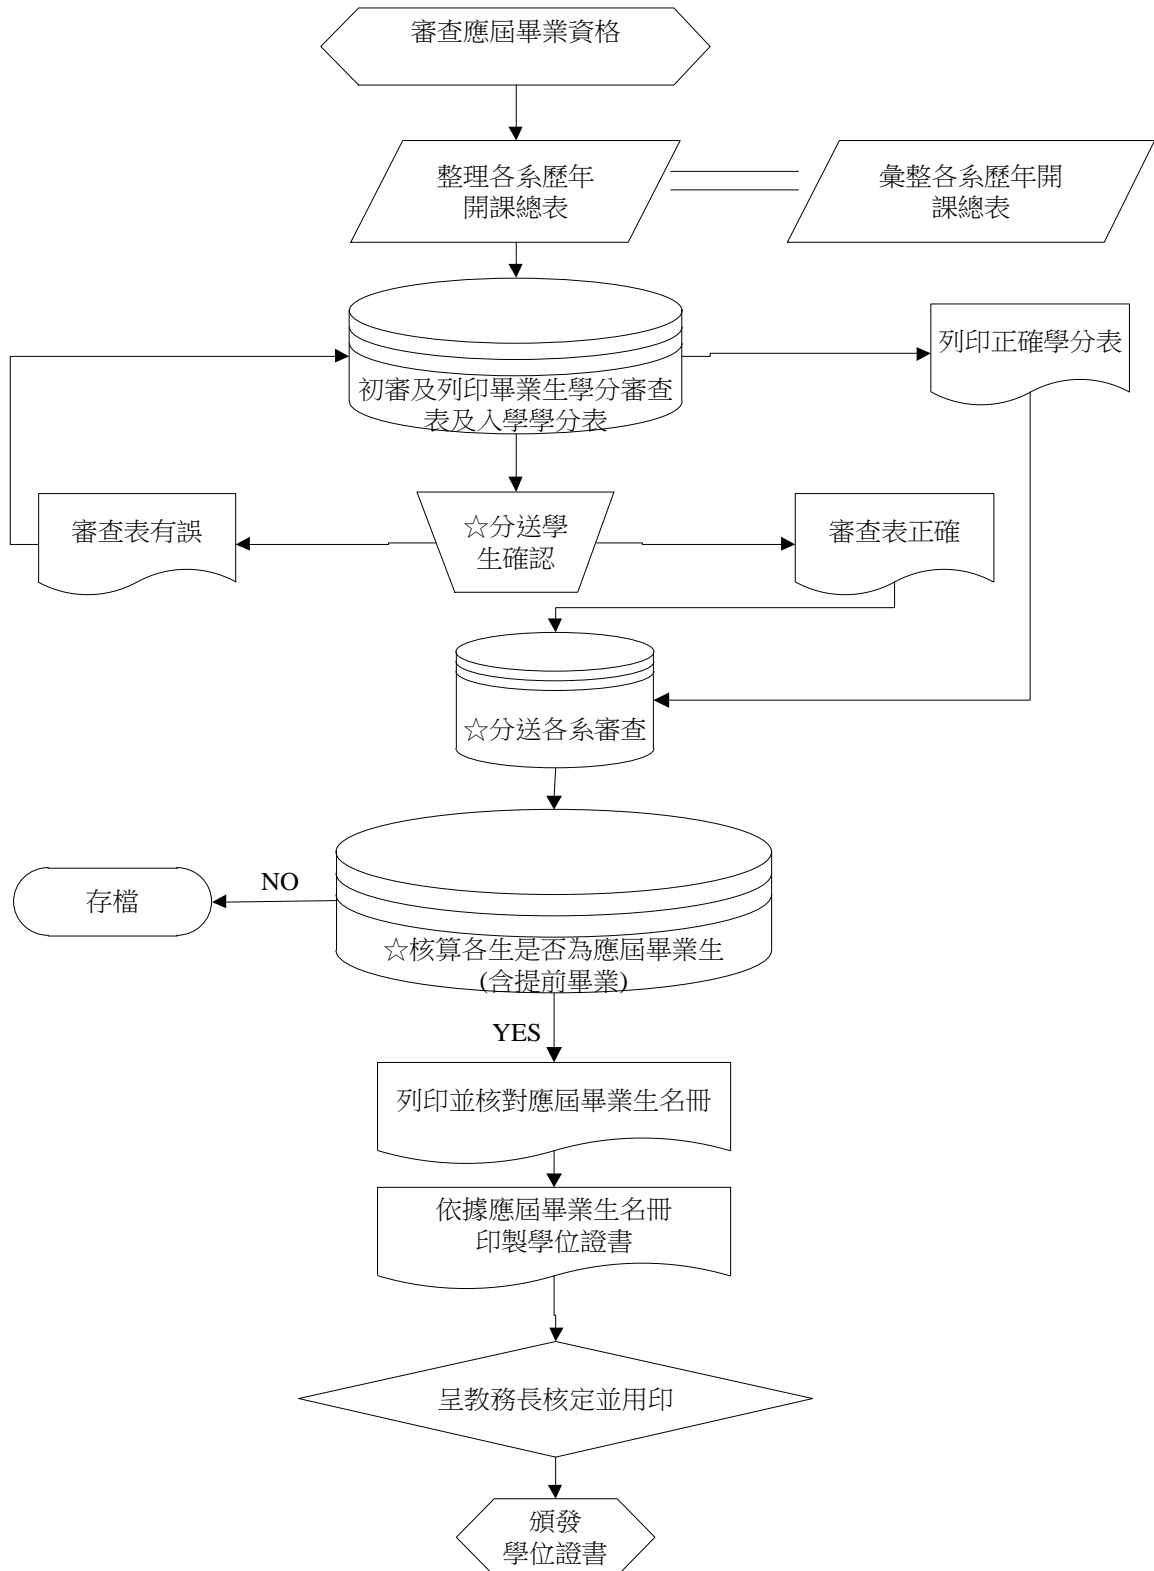 審查應屆畢業資格
整理各系歷年
開課總表
彙整各系歷年開
課總表
列印正確學分表
初審及列印畢業生學分審查
表及入學學分表
審查表有誤
☆分送學
生確認
審查表正確
☆分送各系審查
NO
存檔
☆核算各生是否為應屆畢業生
(含提前畢業)
YES
列印並核對應屆畢業生名冊
依據應屆畢業生名冊
印製學位證書
呈教務長核定並用印
頒發
學位證書